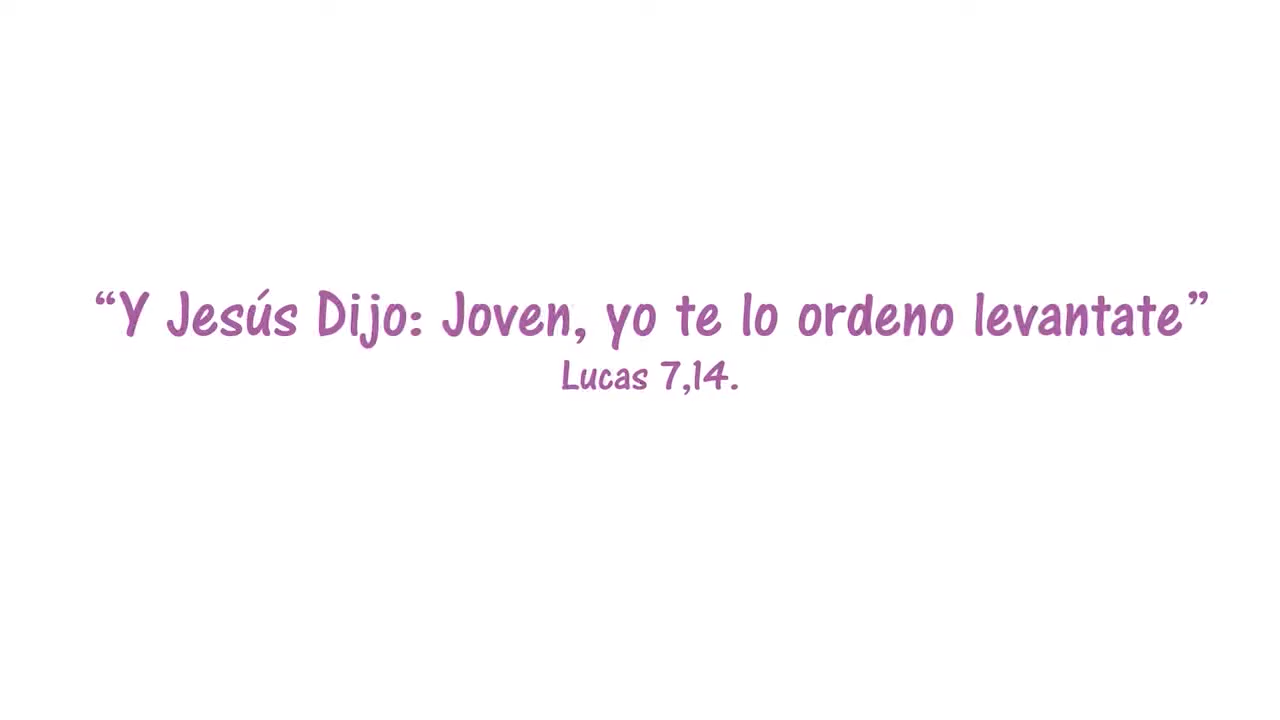 “Y Jesús Dijo: Joven, yo te lo ordeno levantate”
Lucas 7,14.